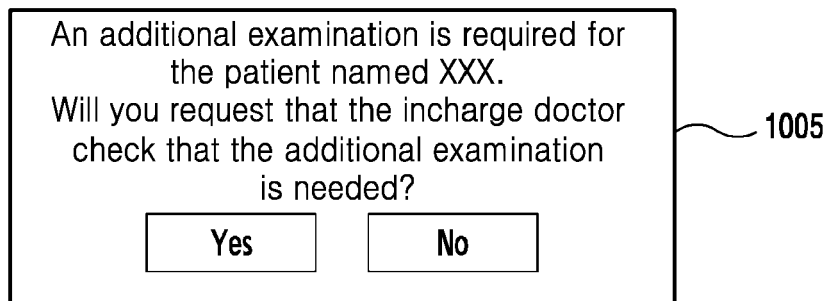 An additional examination is required for
the patient named XXX.
Will you request that the incharge doctor
check that the additional examination
is needed?
Yes No
1005